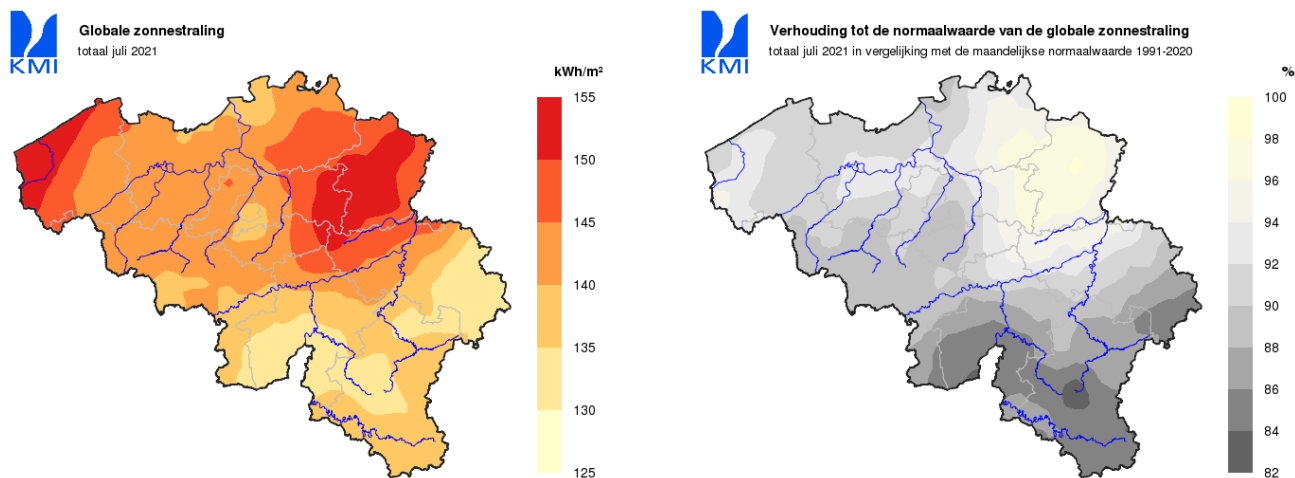 KMI
Globale zonnestraling
totaal juli 2021
kWh/m²
155
150
145
140
135
130
125
KMI
Verhouding tot de normaalwaarde van de globale zonnestraling
totaal juli 2021 in vergelijking met de maandelijkse normaalwaarde 1991-2020
%
100
98
96
94
92
90
88
86
84
82